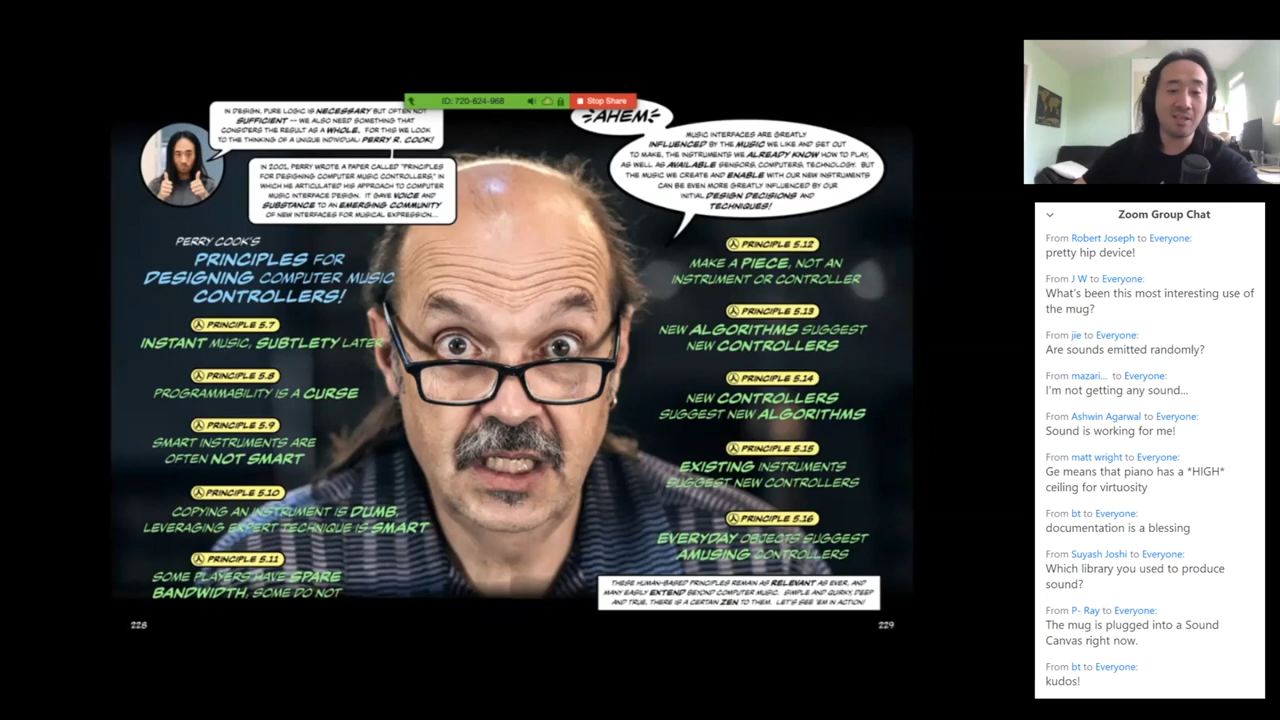 IN DESIGN, PURE LOGIC IS NECESSARY BUT OFTEN NOT
SUFFICIENT -- WE ALSO NEED SOMETHING THAT
CONSIDERS THE RESULT AS A WHOLE. FOR THIS WE LOOK
TO THE THINKING OF A UNIQUE INDIVIDUAL: PERRY R. COOK!
IN 2001, PERRY WROTE A PAPER CALLED "PRINCIPLES
FOR DESIGNING COMPUTER MUSIC CONTROLLERS," IN
WHICH HE ARTICULATED HIS APPROACH TO COMPUTER
MUSIC INTERFACE DESIGN. IT GAVE VOICE AND
SUBSTANCE TO AN EMERGING COMMUNITY
OF NEW INTERFACES FOR MUSICAL EXPRESSION...
ID: 720-824-968
Stop Share
AHEM
MUSIC INTERFACES ARE GREATLY
INFLUENCED BY THE MUSIC WE LIKE AND SET OUT
TO MAKE, THE INSTRUMENTS WE ALREADY KNOW HOW TO PLAY,
AS WELL AS AVAILABLE SENSORS, COMPUTERS, TECHNOLOGY. BUT
THE MUSIC WE CREATE AND ENABLE WITH OUR NEW INSTRUMENTS
CAN BE EVEN MORE GREATLY INFLUENCED BY OUR
INITIAL DESIGN DECISIONS AND
TECHNIQUES!
PERRY COOK'S
PRINCIPLES FOR
DESIGNING COMPUTER MUSIC
CONTROLLERS!
PRINCIPLE 5.7
INSTANT MUSIC, SUBTLETY LATER
PRINCIPLE 5.8
PROGRAMMABILITY IS A CURSE
PRINCIPLE 5.9
SMART INSTRUMENTS ARE
OFTEN NOT SMART
PRINCIPLE 5.10
COPYING AN INSTRUMENT IS DUMB,
LEVERAGING EXPERT TECHNIQUE IS SMART
PRINCIPLE 5.11
SOME PLAYERS HAVE SPARE
BANDWIDTH, SOME DO NOT
PRINCIPLE 5.12
MAKE A PIECE, NOT AN
INSTRUMENT OR CONTROLLER
PRINCIPLE 5.13
NEW ALGORITHMS SUGGEST
NEW CONTROLLERS
PRINCIPLE 5.14
NEW CONTROLLERS
SUGGEST NEW ALGORITHMS
PRINCIPLE 5.15
EXISTING INSTRUMENTS
SUGGEST NEW CONTROLLERS
PRINCIPLE 5.16
EVERYDAY OBJECTS SUGGEST
AMUSING CONTROLLERS
THESE HUMAN-BASED PRINCIPLES REMAIN AS RELEVANT AS EVER, AND
MANY EASILY EXTEND BEYOND COMPUTER MUSIC. SIMPLE AND QUIRKY, DEEP
AND TRUE, THERE IS A CERTAIN ZEN TO THEM. LET'S SEE 'EM IN ACTION!
228
229
Zoom Group Chat
From Robert Joseph to Everyone:
pretty hip device!
From J W to Everyone:
What's been this most interesting use of
the mug?
From jie to Everyone:
Are sounds emitted randomly?
From mazari... to Everyone:
I'm not getting any sound...
From Ashwin Agarwal to Everyone:
Sound is working for me!
From matt wright to Everyone:
Ge means that piano has a *HIGH*
ceiling for virtuosity
From bt to Everyone:
documentation is a blessing
From Suyash Joshi to Everyone:
Which library you used to produce
sound?
From P- Ray to Everyone:
The mug is plugged into a Sound
Canvas right now.
From bt to Everyone:
kudos!